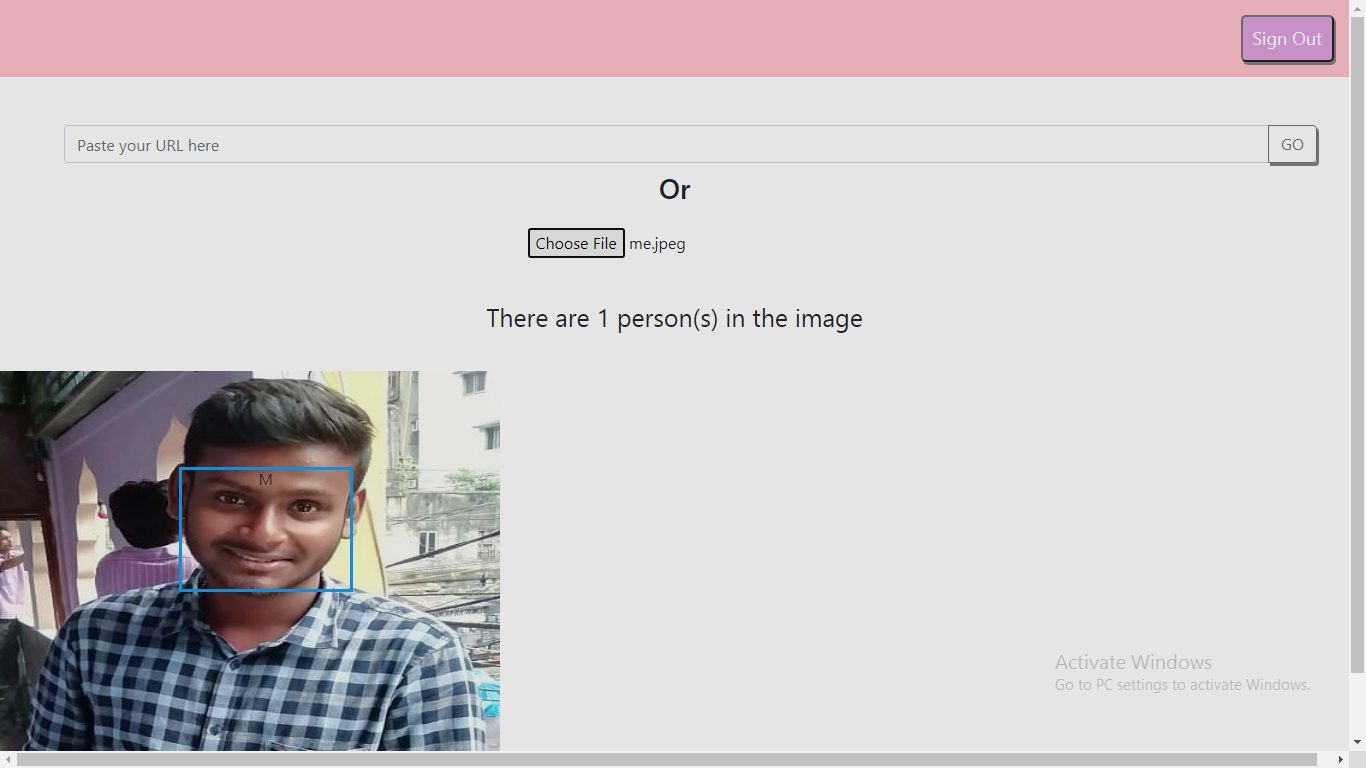 Sign Out
Paste your URL here
GO
Or
Choose File me.jpeg
There are 1 person(s) in the image
M
Activate Windows
Go to PC settings to activate Windows.